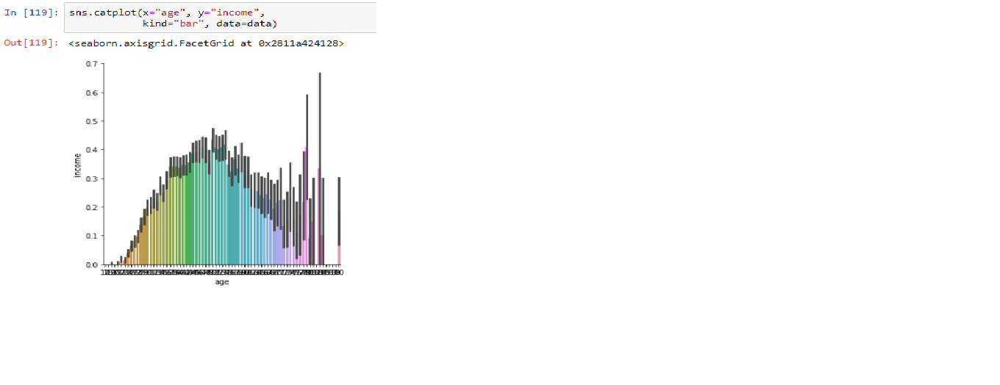 In [119]: sns.catplot(x="age", y="income",
kind="bar", data=data)
Out[119]: <seaborn.axisgrid.FacetGrid at 0x2811a424128>
0.7
0.6
0.5
0.4
0.3
0.2
0.1
0.0
income
age